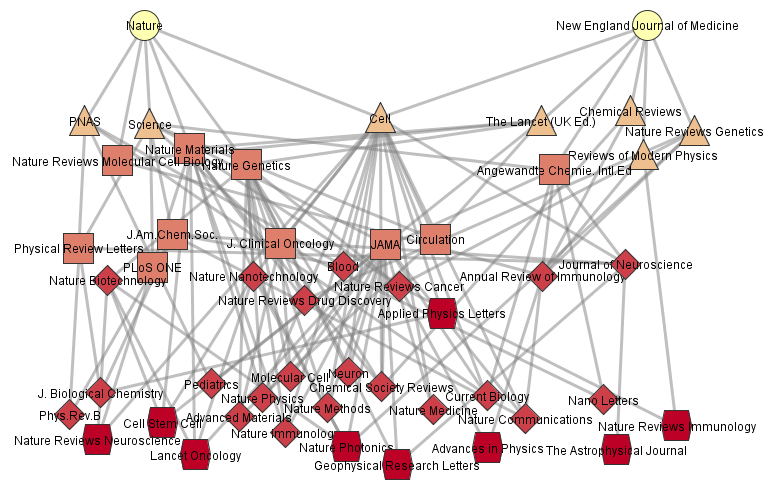 Nature
New England Journal of Medicine
PNAS
Science
Cell
The Lancet (UK Ed.)
Chemical Reviews
Nature Reviews Genetics
Nature Materials
Nature Reviews Molecular Cell Biology
Nature Genetics
Reviews of Modern Physics
Angewandte Chemie. Intl.Ed
Physical Review Letters
J.Am.Chem.Soc.
J. Clinical Oncology
JAMA
Circulation
PLoS ONE
Nature Biotechnology
Nature Nanotechnology
Blood
Nature Reviews Cancer
Annual Review of Immunology
Journal of Neuroscience
Nature Reviews Drug Discovery
Applied Physics Letters
J. Biological Chemistry
Pediatrics
Molecular Cell
Neuron
Chemical Society Reviews
Current Biology
Nano Letters
Phys.Rev.B
Cell Stem Cell
Nature Physics
Advanced Materials
Nature Methods
Nature Medicine
Nature Communications
Nature Reviews Immunology
Nature Reviews Neuroscience
Lancet Oncology
Nature Immunology
Nature Photonics
Geophysical Research Letters
Advances in Physics
The Astrophysical Journal